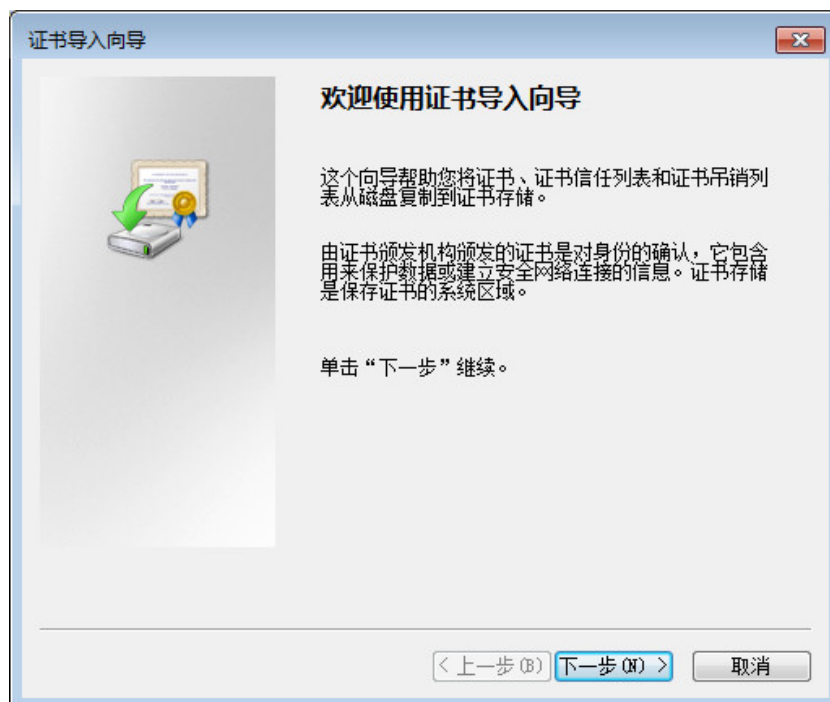 证书导入向导
欢迎使用证书导入向导
这个向导帮助您将证书、证书信任列表和证书吊销列
表从磁盘复制到证书存储。
由证书颁发机构颁发的证书是对身份的确认，它包含
用来保护数据或建立安全网络连接的信息。证书存储
是保存证书的系统区域。
单击“下一步”继续。
< 上一步(B) 下一步(N) > 取消